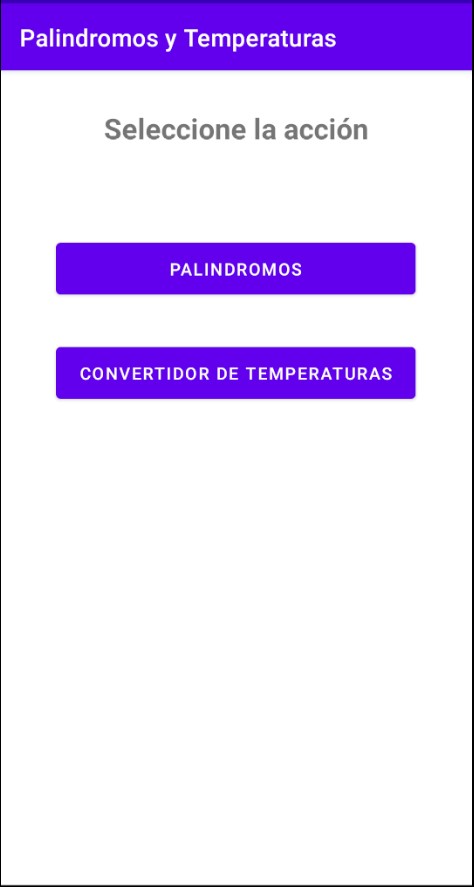 Palindromos y Temperaturas
Seleccione la acción
PALINDROMOS
CONVERTIDOR DE TEMPERATURAS